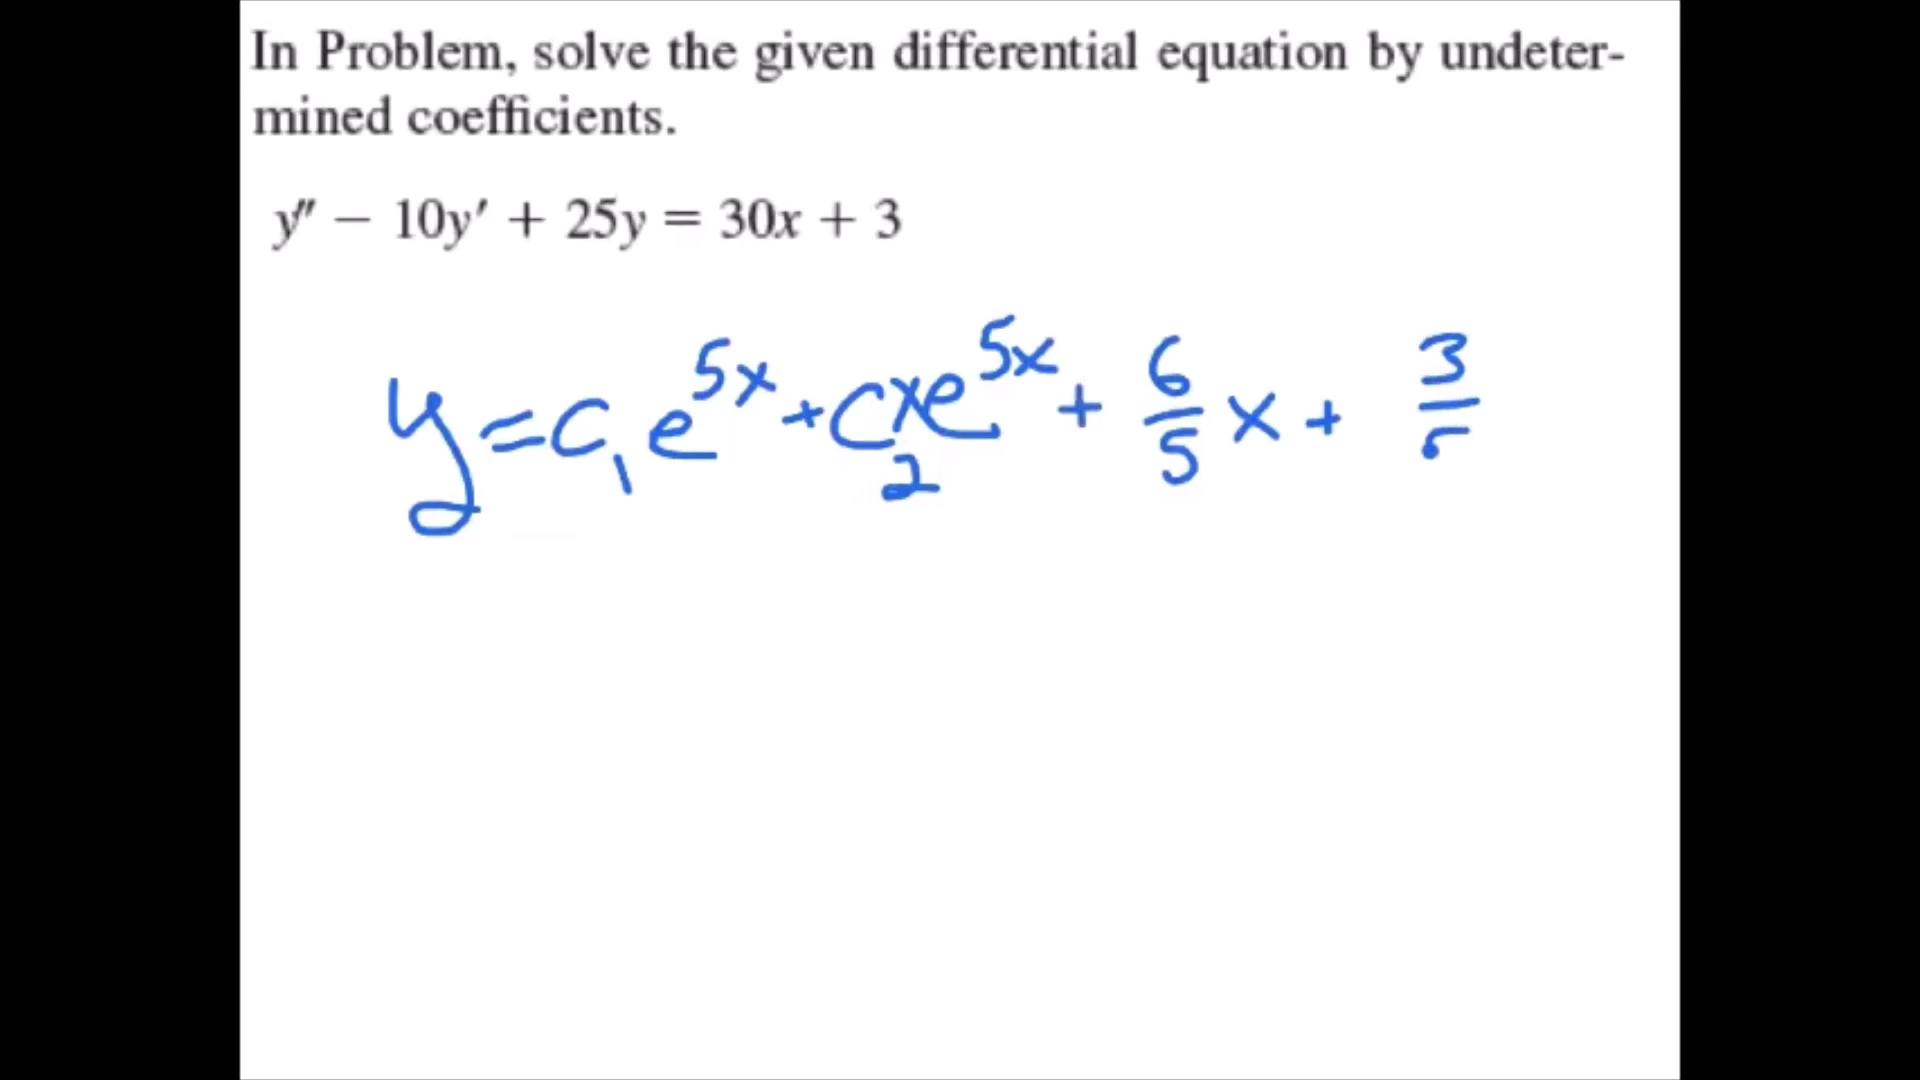 In Problem, solve the given differential equation by undeter-
mined coefficients.
y″ − 10y′ + 25y = 30x + 3
y = c₁e^{5x} + c₂xe^{5x} + 6/5 x + 3/5